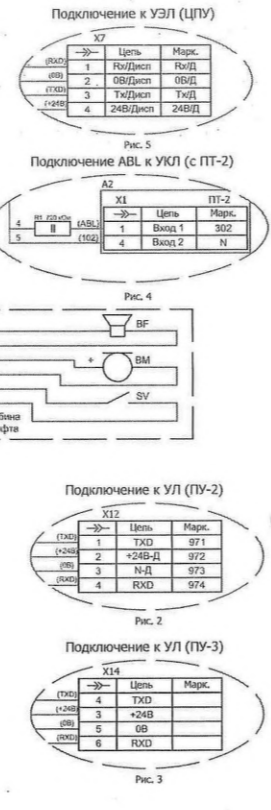 Подключение к УЭЛ (ЦПУ)
X7
Цепь Марк.
(RXD) 1 Rx/Дисп Rx/Д
(0В) 2 0В/Дисп 0В/Д
(TXD) 3 Tx/Дисп Тх/Д
(+24В) 4 24В/Дисп 24В/Д
Рис. 5
Подключение ABL к УКЛ (с ПТ-2)
A2
X1 ПТ-2
Цепь Марк.
4 R1 (ABL) 1 Вход 1 302
5 (102) 4 Вход 2 N
Рис. 4
BF
+ BM
SV
Рис. 2
Подключение к УЛ (ПУ-2)
X12
Цепь Марк.
(TXD) 1 TXD 971
(+24В) 2 +24В-Д 972
(0В) 3 N-Д 973
(RXD) 4 RXD 974
Рис. 2
Подключение к УЛ (ПУ-3)
X14
Цепь Марк.
(TXD) 4 TXD
(+24В) 3 +24В
(0В) 5 0В
(RXD) 6 RXD
Рис. 3